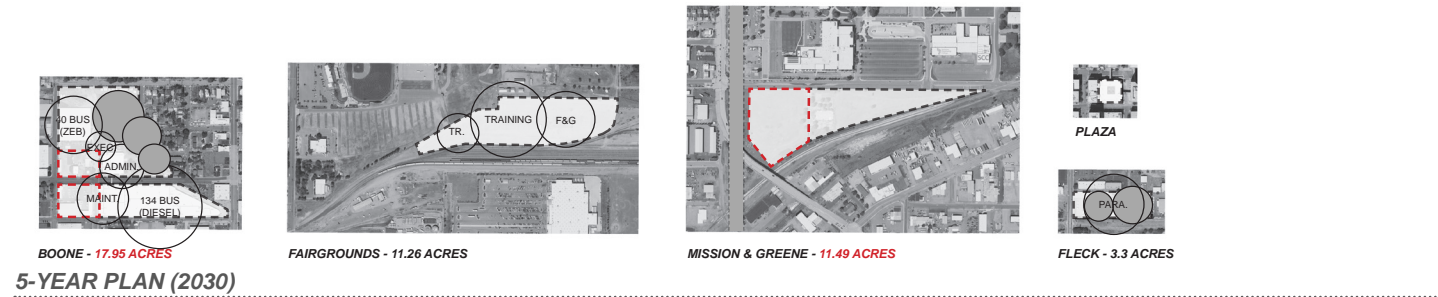 40 BUS
(ZEB)
EXEC
ADMIN.
MAINT.
134 BUS
(DIESEL)
TR.
TRAINING
F&G
SCC
PLAZA
PARA.
BOONE - 17.95 ACRES
FAIRGROUNDS - 11.26 ACRES
MISSION & GREENE - 11.49 ACRES
FLECK - 3.3 ACRES
5-YEAR PLAN (2030)